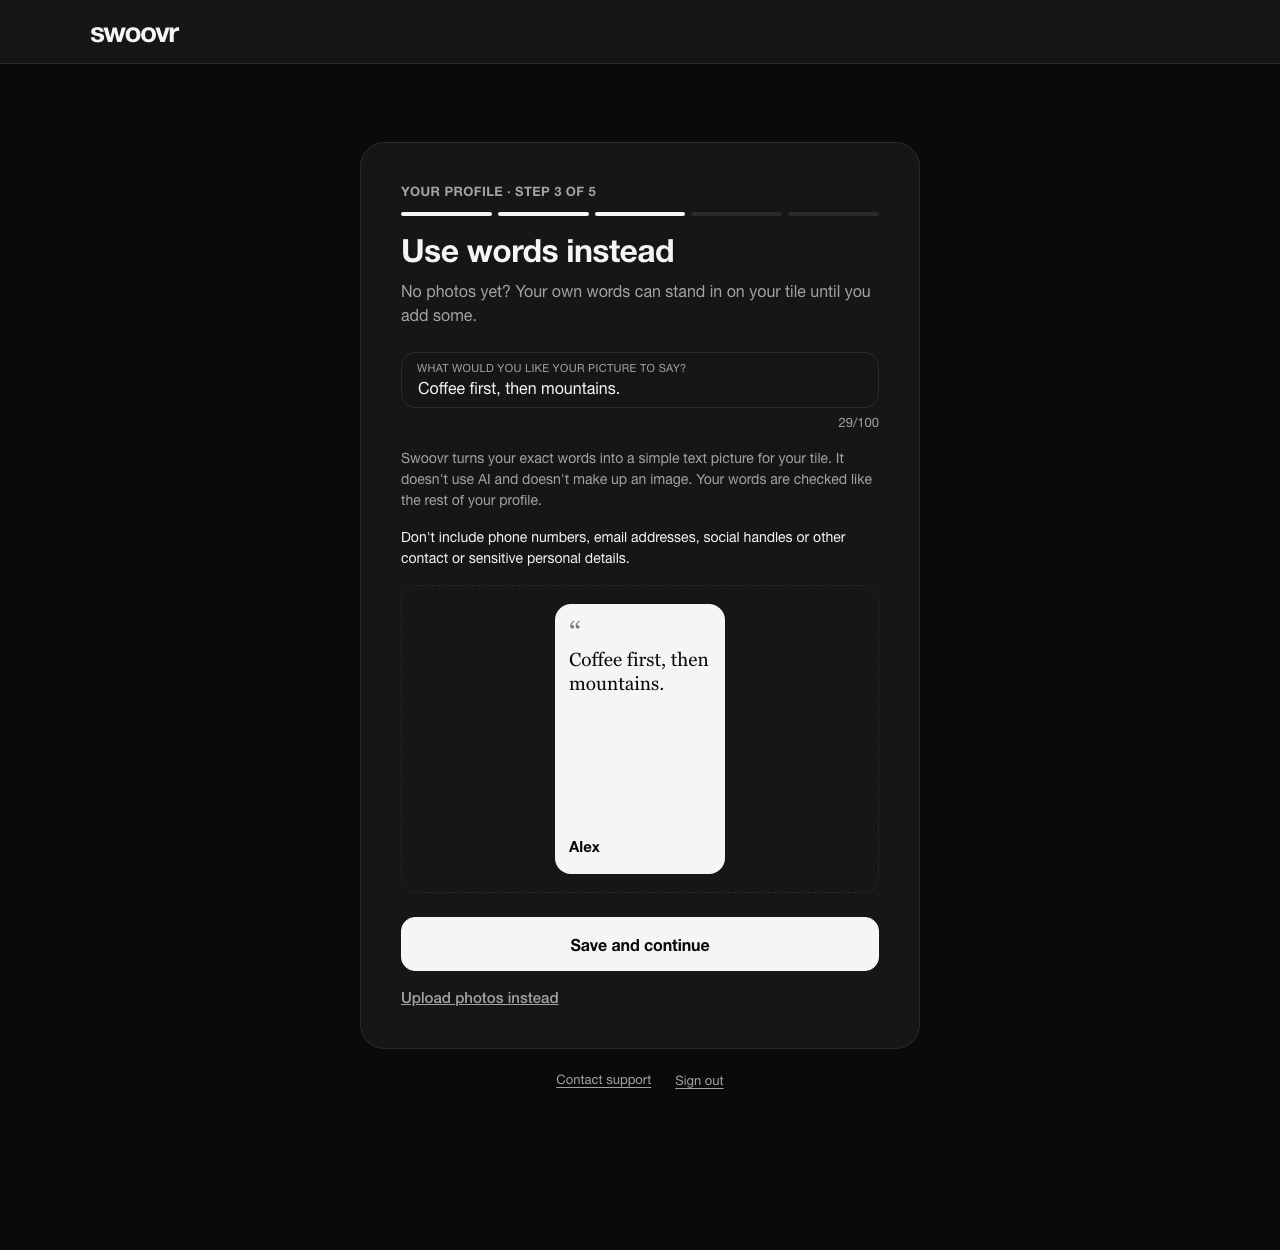 swoovr
YOUR PROFILE · STEP 3 OF 5
Use words instead
No photos yet? Your own words can stand in on your tile until you
add some.
WHAT WOULD YOU LIKE YOUR PICTURE TO SAY?
Coffee first, then mountains.
29/100
Swoovr turns your exact words into a simple text picture for your tile. It
doesn't use AI and doesn't make up an image. Your words are checked like
the rest of your profile.
Don't include phone numbers, email addresses, social handles or other
contact or sensitive personal details.
“
Coffee first, then
mountains.
Alex
Save and continue
Upload photos instead
Contact support Sign out